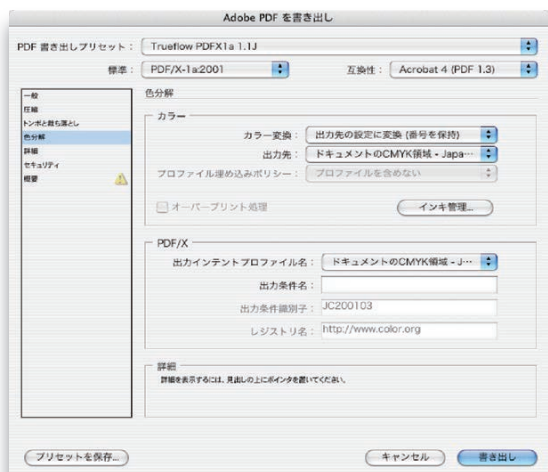 Adobe PDF を書き出し
PDF 書き出しプリセット： Trueflow PDFX1a 1.1J
標準： PDF/X-1a:2001 互換性： Acrobat 4 (PDF 1.3)
一般
圧縮
トンボと裁ち落とし
色分解
詳細
セキュリティ
概要
色分解
カラー
カラー変換： 出力先の設定に変換 (番号を保持)
出力先： ドキュメントのCMYK領域 - Japa…
プロファイル埋め込みポリシー： プロファイルを含めない
オーバープリント処理 インキ管理...
PDF/X
出力インテントプロファイル名： ドキュメントのCMYK領域 - J…
出力条件名：
出力条件識別子： JC200103
レジストリ名： http://www.color.org
詳細
詳細を表示するには、見出しの上にポインタを置いてください。
プリセットを保存... キャンセル 書き出し